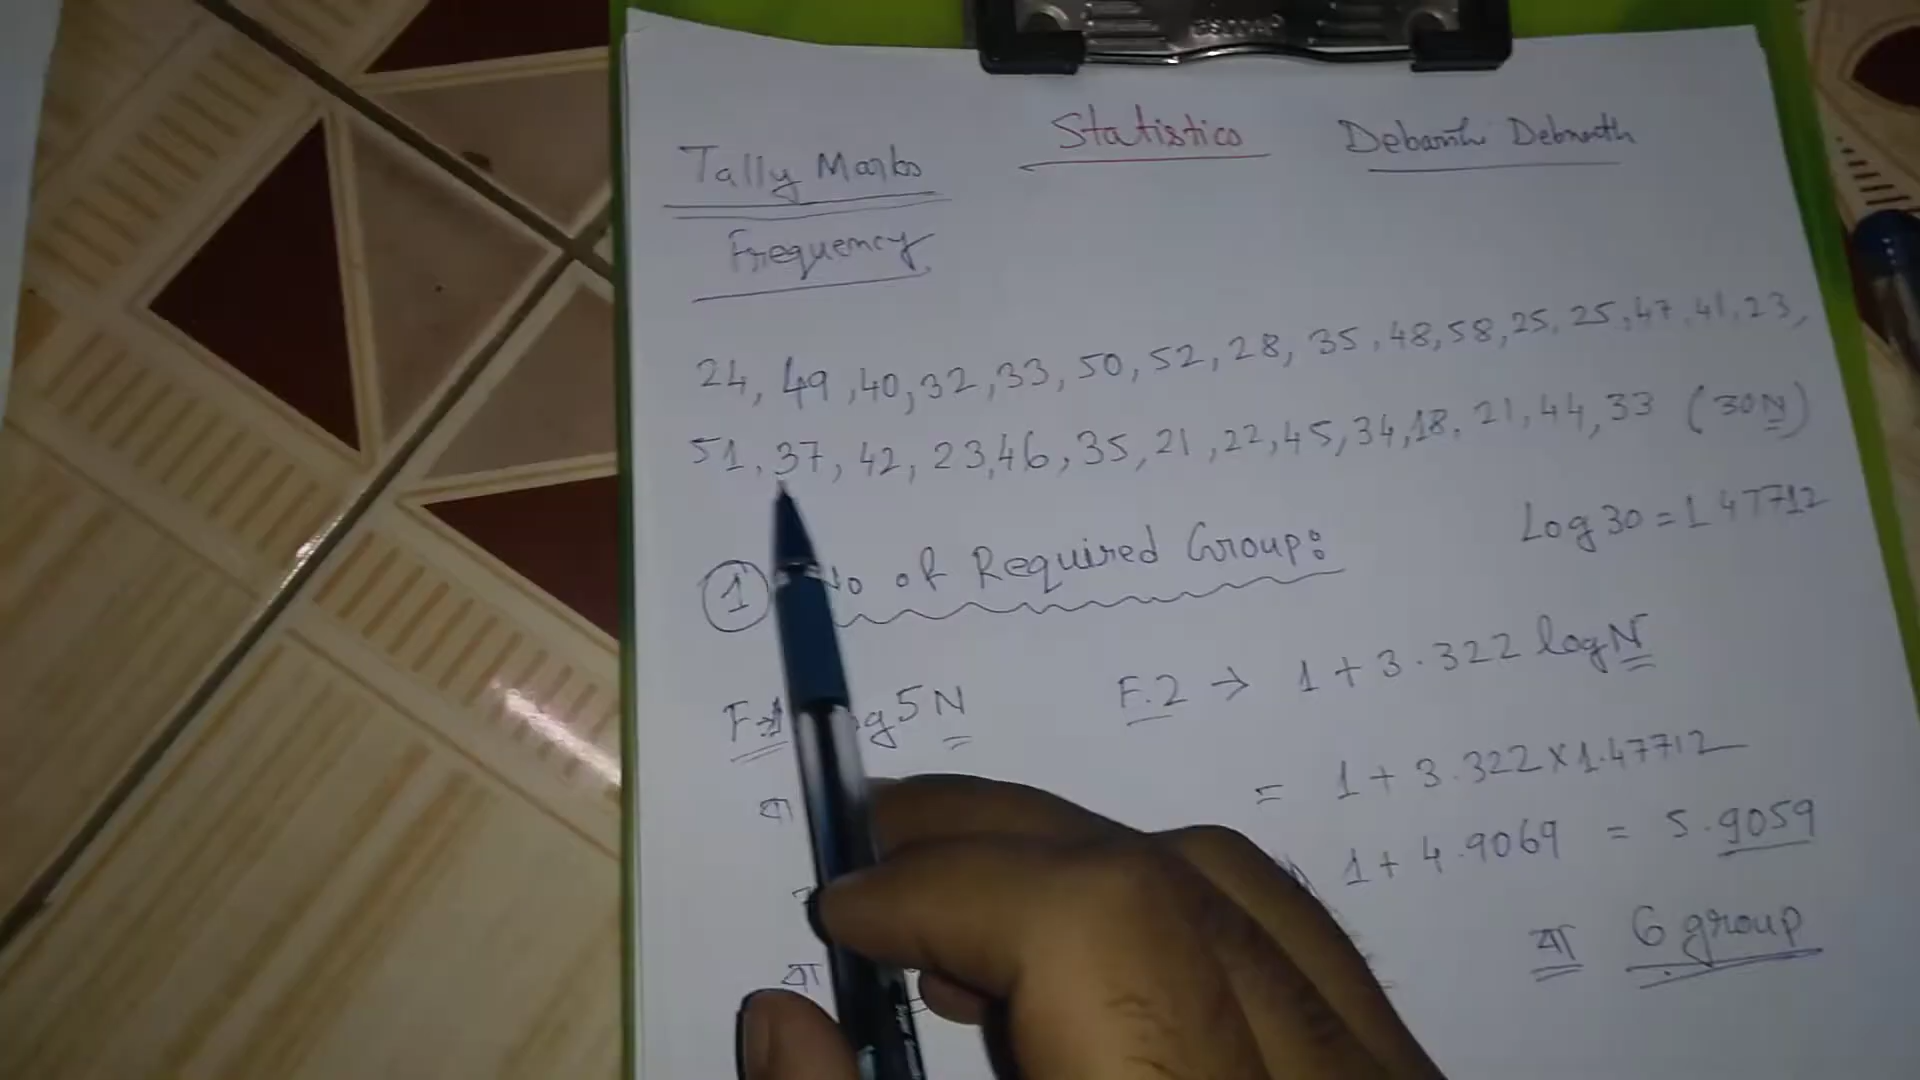 Statistics
Tally Marks
Frequency
24, 49, 40, 32, 33, 50, 52, 28, 35, 48, 58, 25, 25, 47, 41, 23,
51, 37, 42, 23, 46, 35, 21, 22, 45, 34, 18, 21, 44, 33 (30N)
Log 30 = 1.47712
1 No of Required Group:
5N
F.2 → 1 + 3.322 log N
= 1 + 3.322 × 1.47712
বা
1 + 4.9069 = 5.9059
বা 6 group
বা